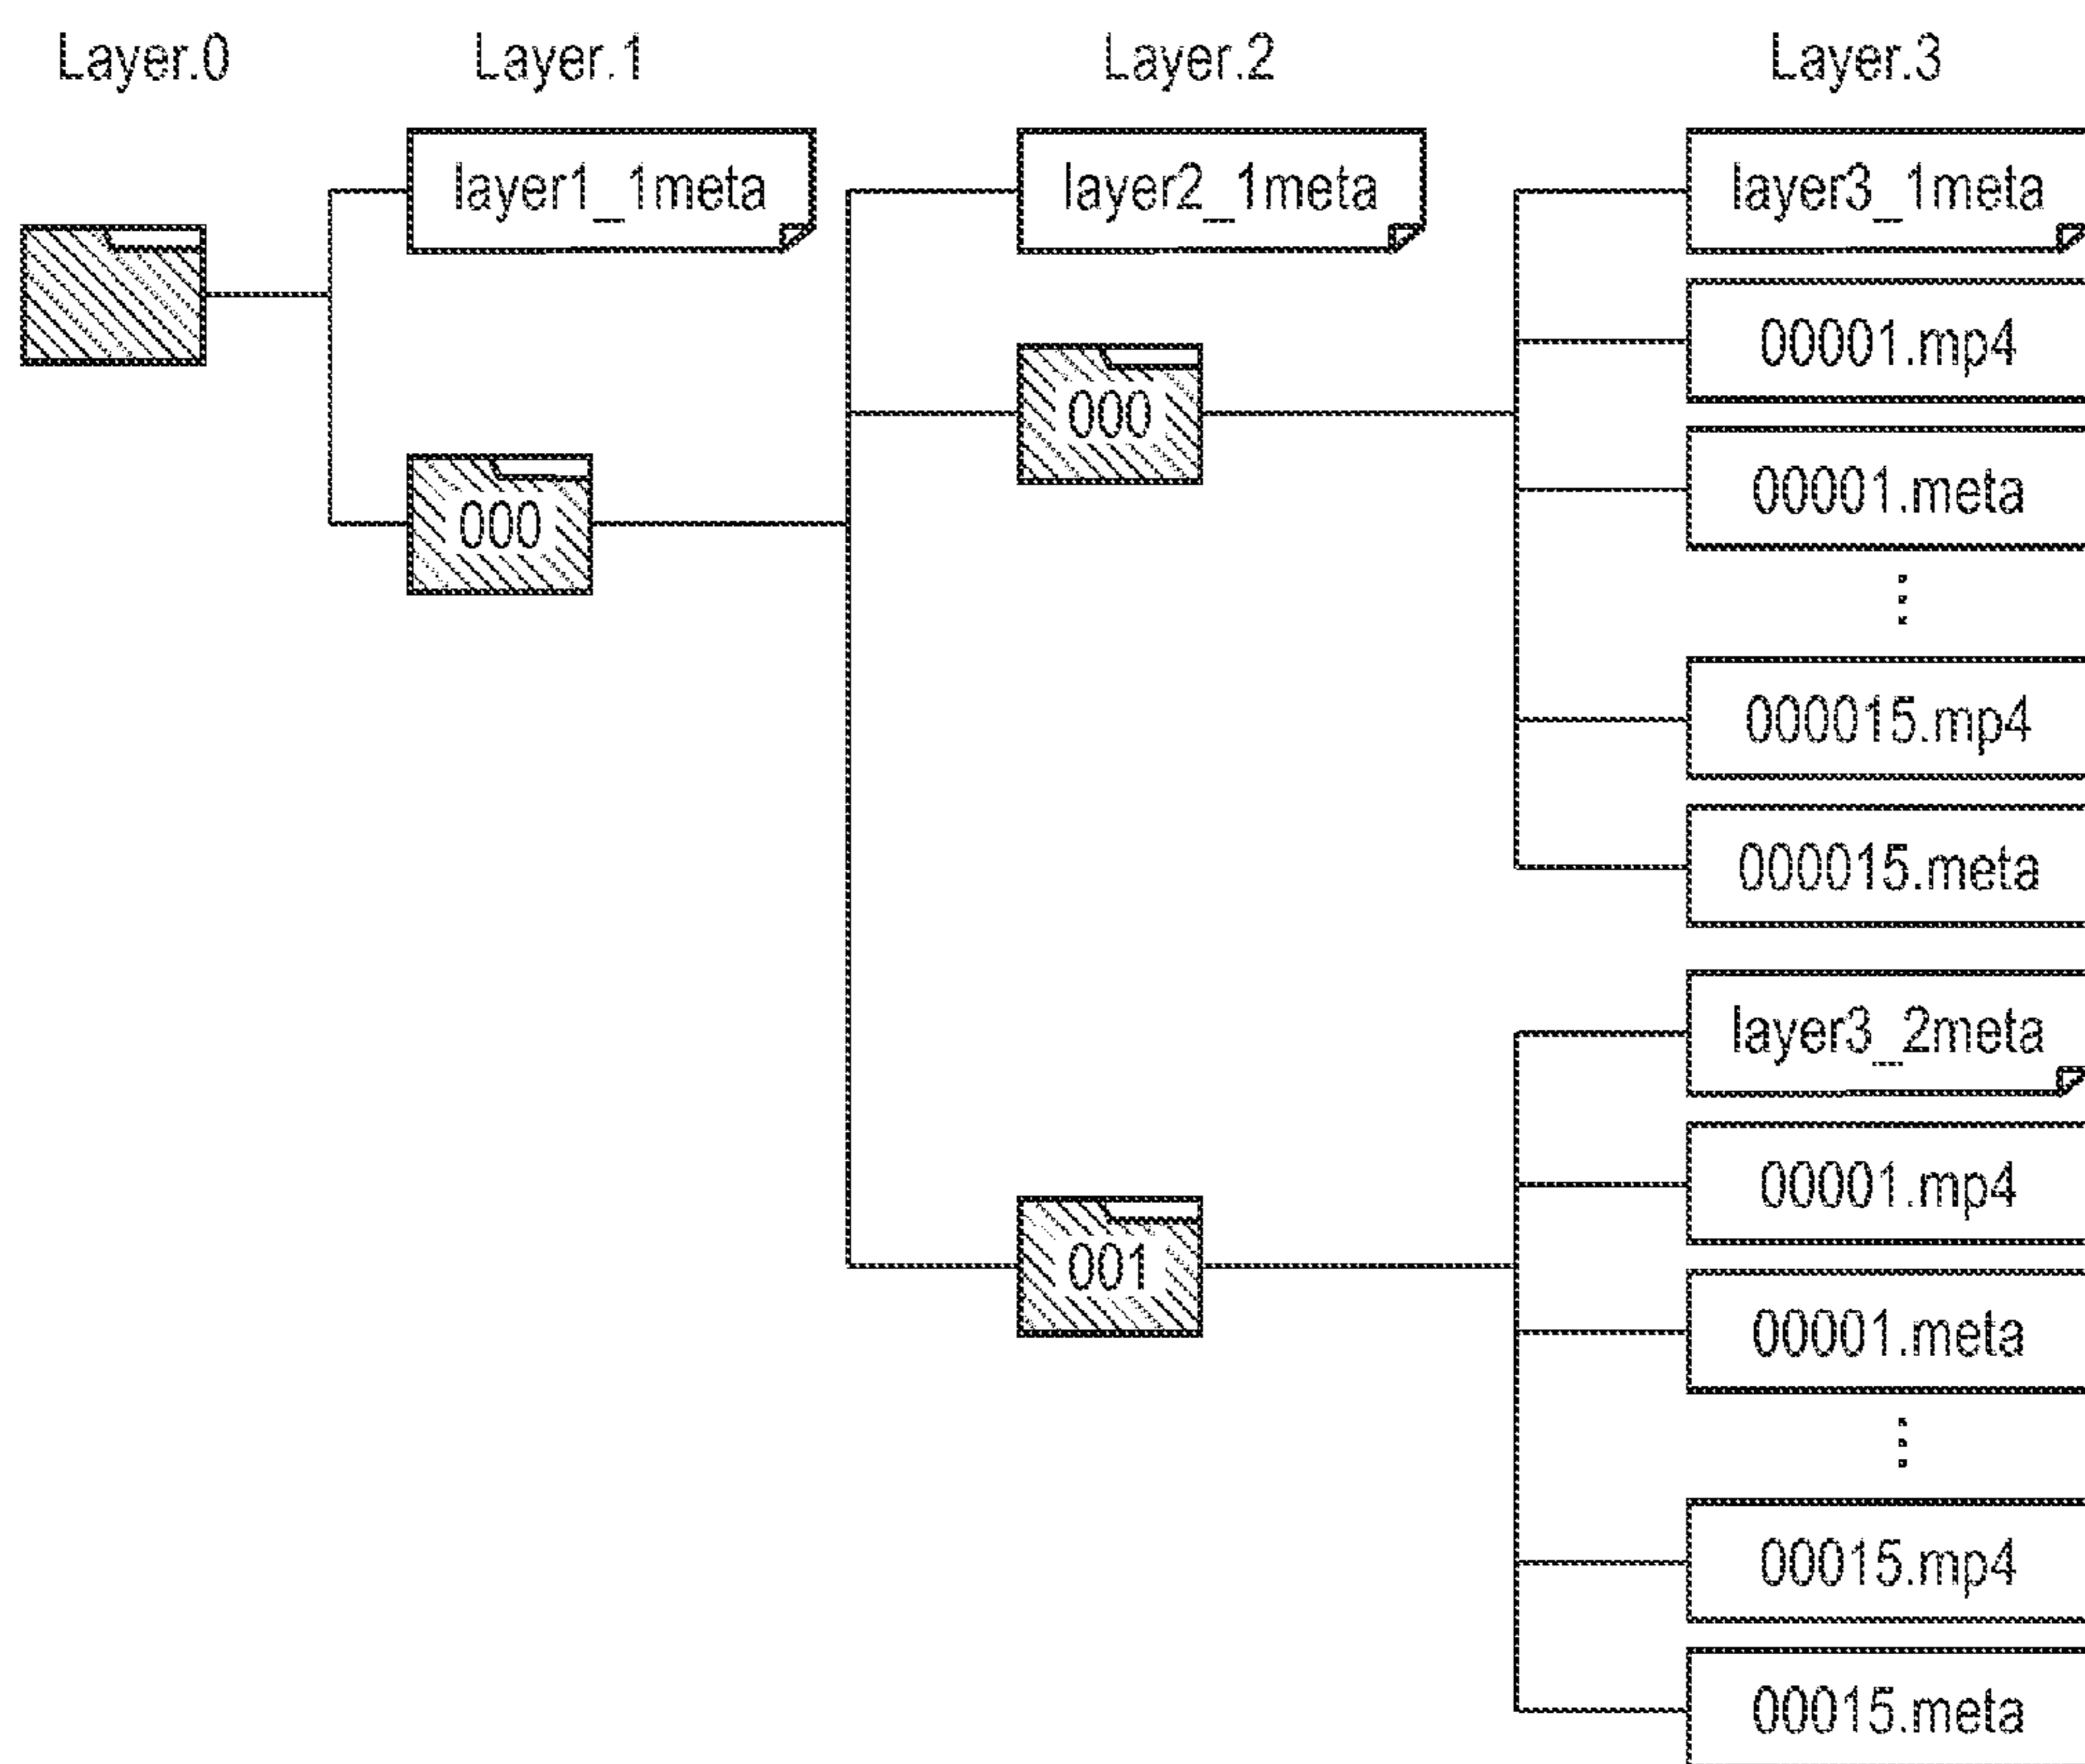 Layer.0 Layer.1 Layer.2 Layer.3
layer1_1meta layer2_1meta layer3_1meta
00001.mp4
000
00001.meta
000
000015.mp4
000015.meta
layer3_2meta
00001.mp4
001
00001.meta
00015.mp4
00015.meta